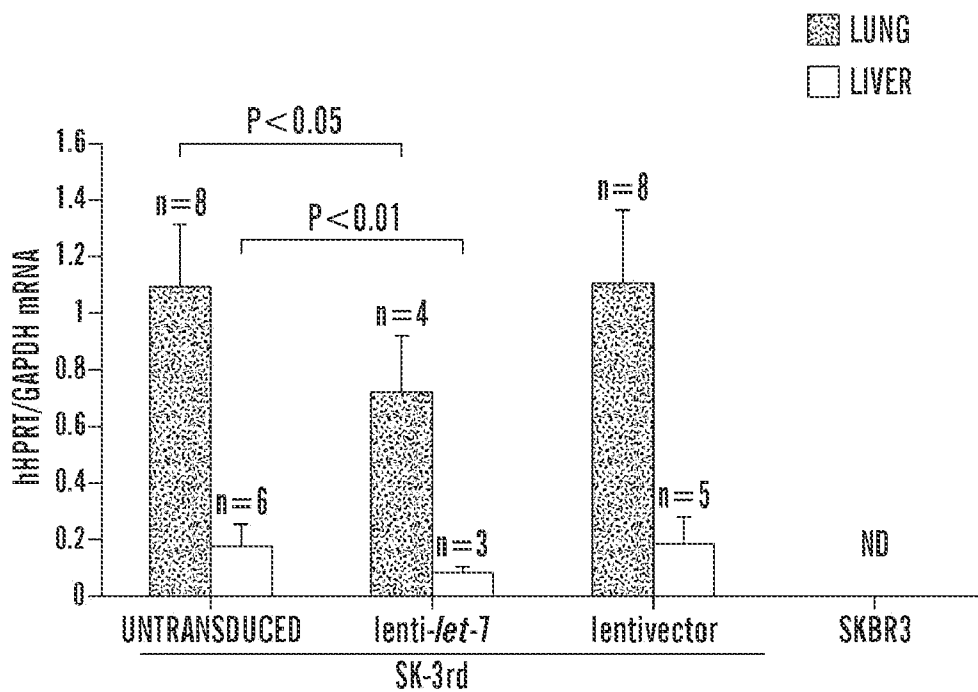 LUNG
LIVER
P<0.05
P<0.01
n=8
n=6
n=4
n=3
n=8
n=5
ND
hHPRT/GAPDH mRNA
1.6
1.4
1.2
1
0.8
0.6
0.4
0.2
0
UNTRANSDUCED
lenti-let-7
lentivector
SKBR3
SK-3rd